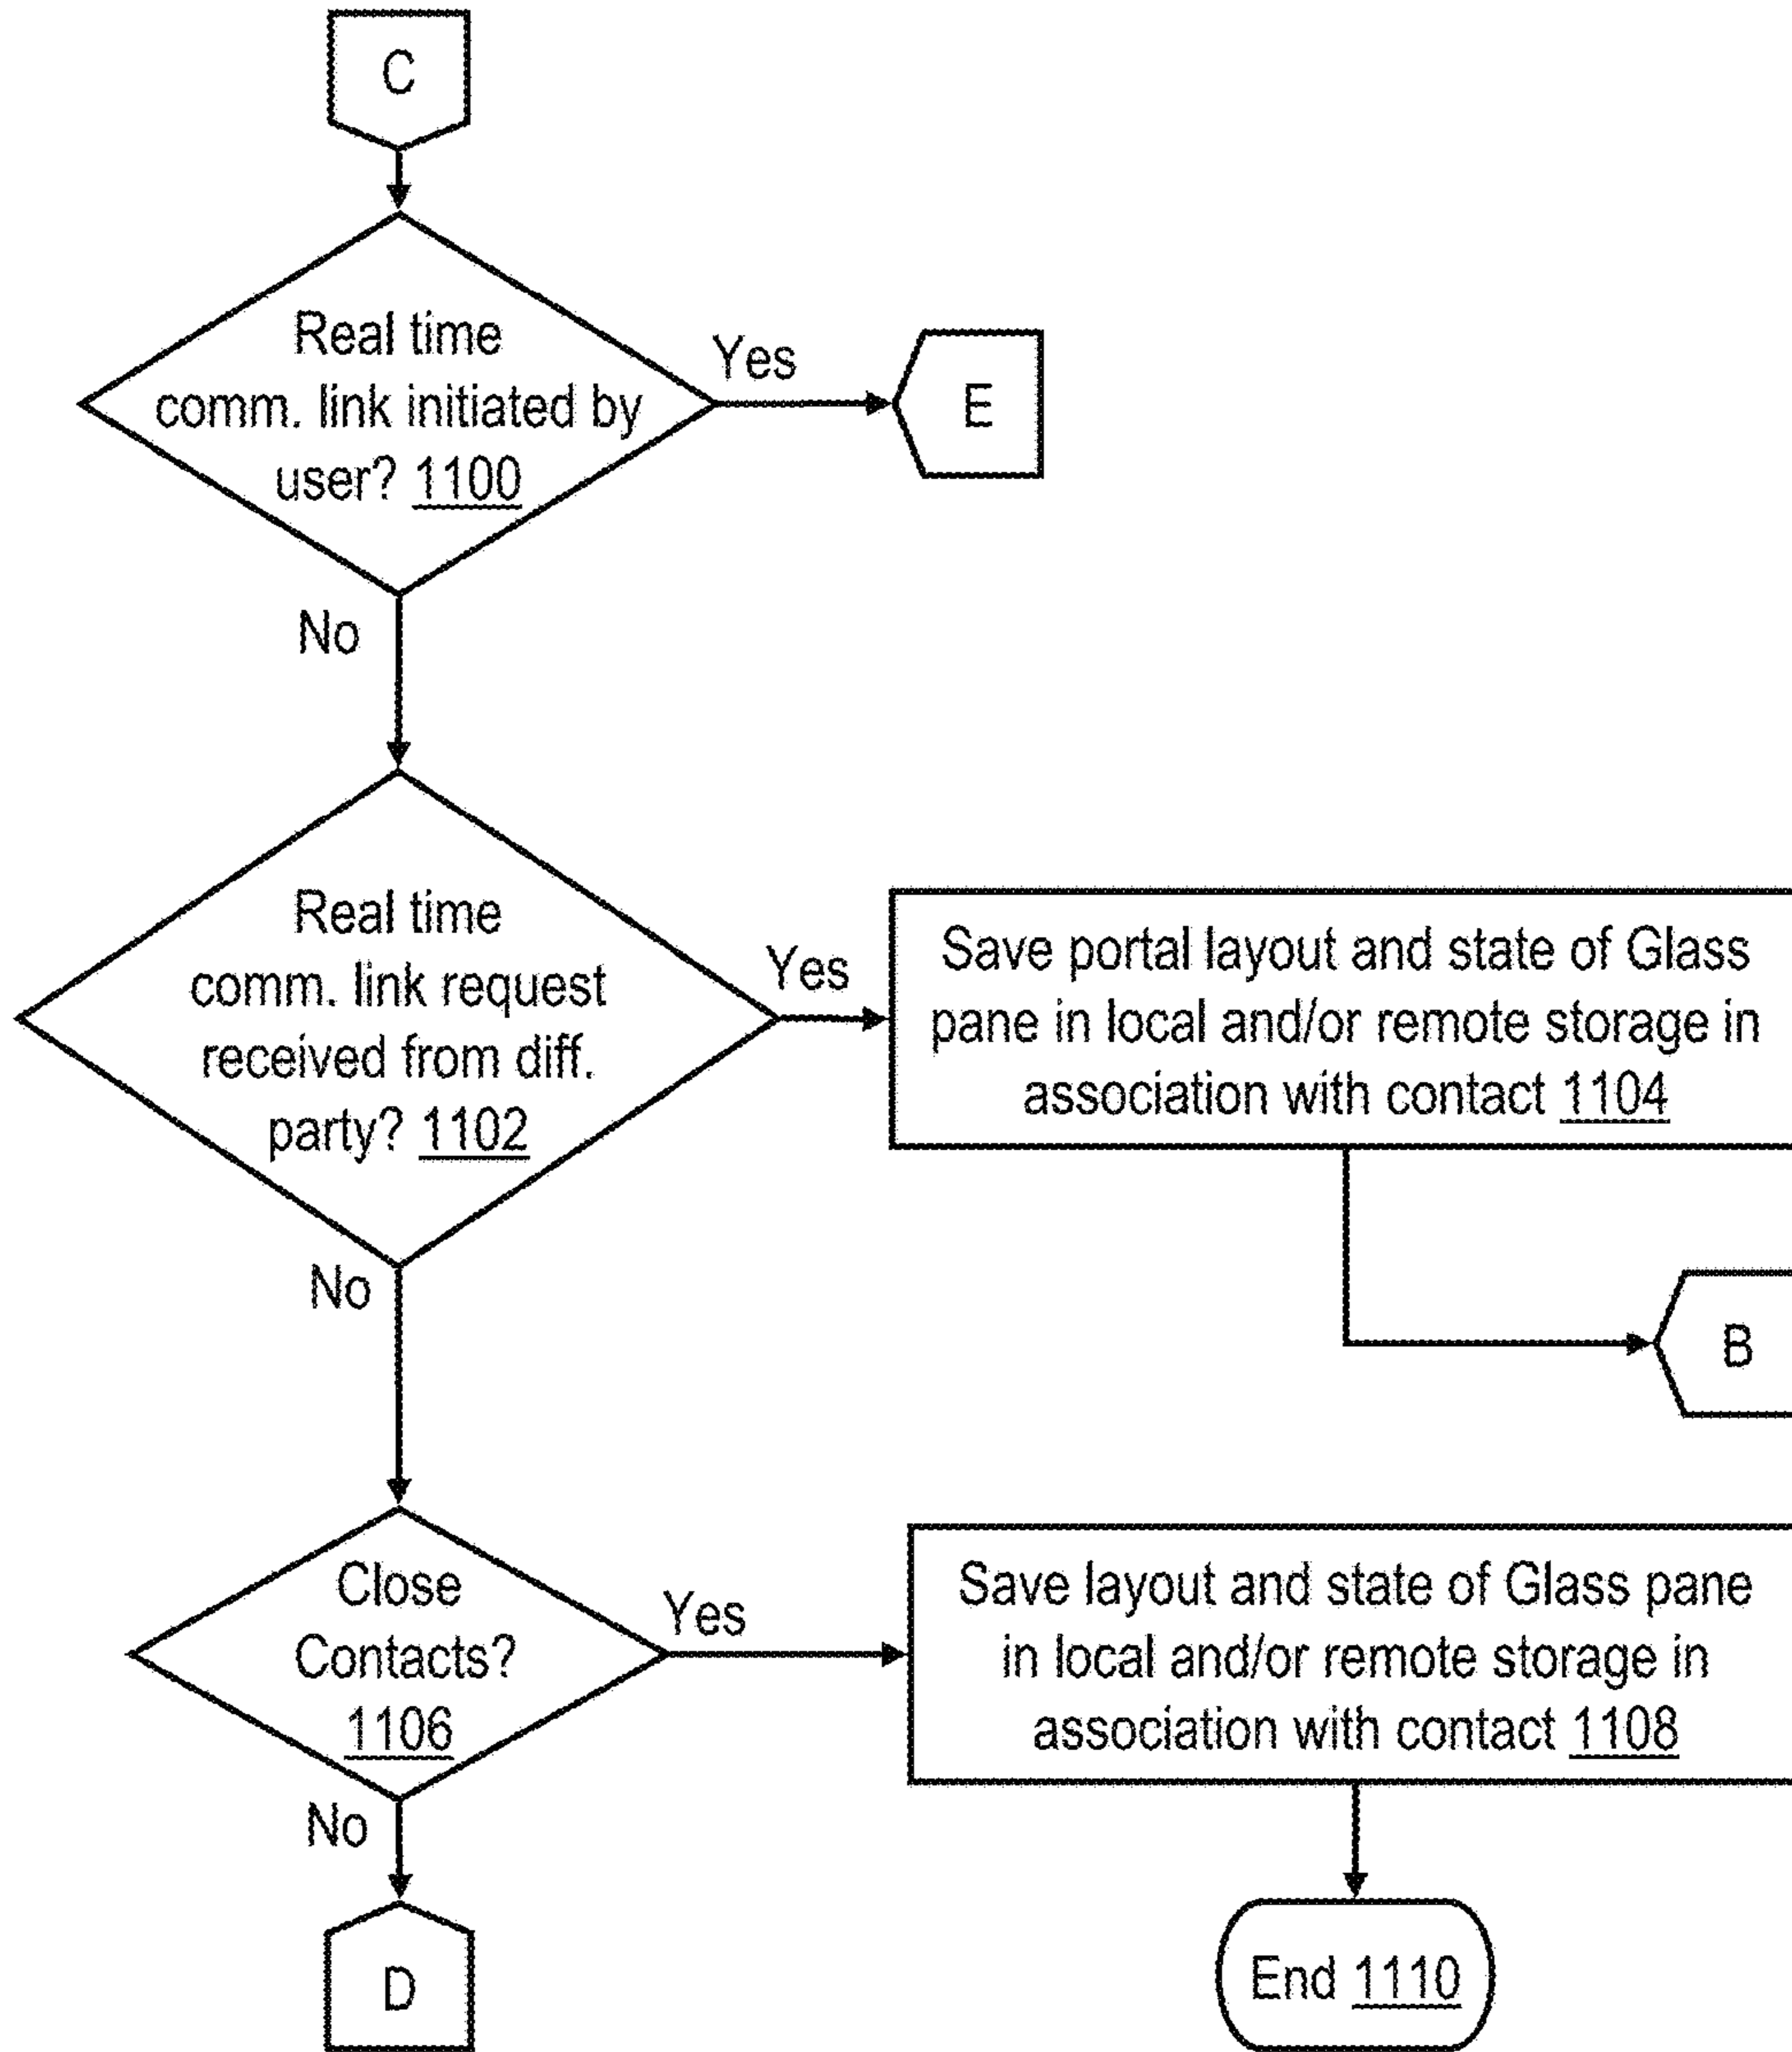 C
Real time
comm. link initiated by
user? 1100
Yes
E
No
Real time
comm. link request
received from diff.
party? 1102
Yes
Save portal layout and state of Glass
pane in local and/or remote storage in
association with contact 1104
No
B
Close
Contacts?
1106
Yes
Save layout and state of Glass pane
in local and/or remote storage in
association with contact 1108
No
D
End 1110